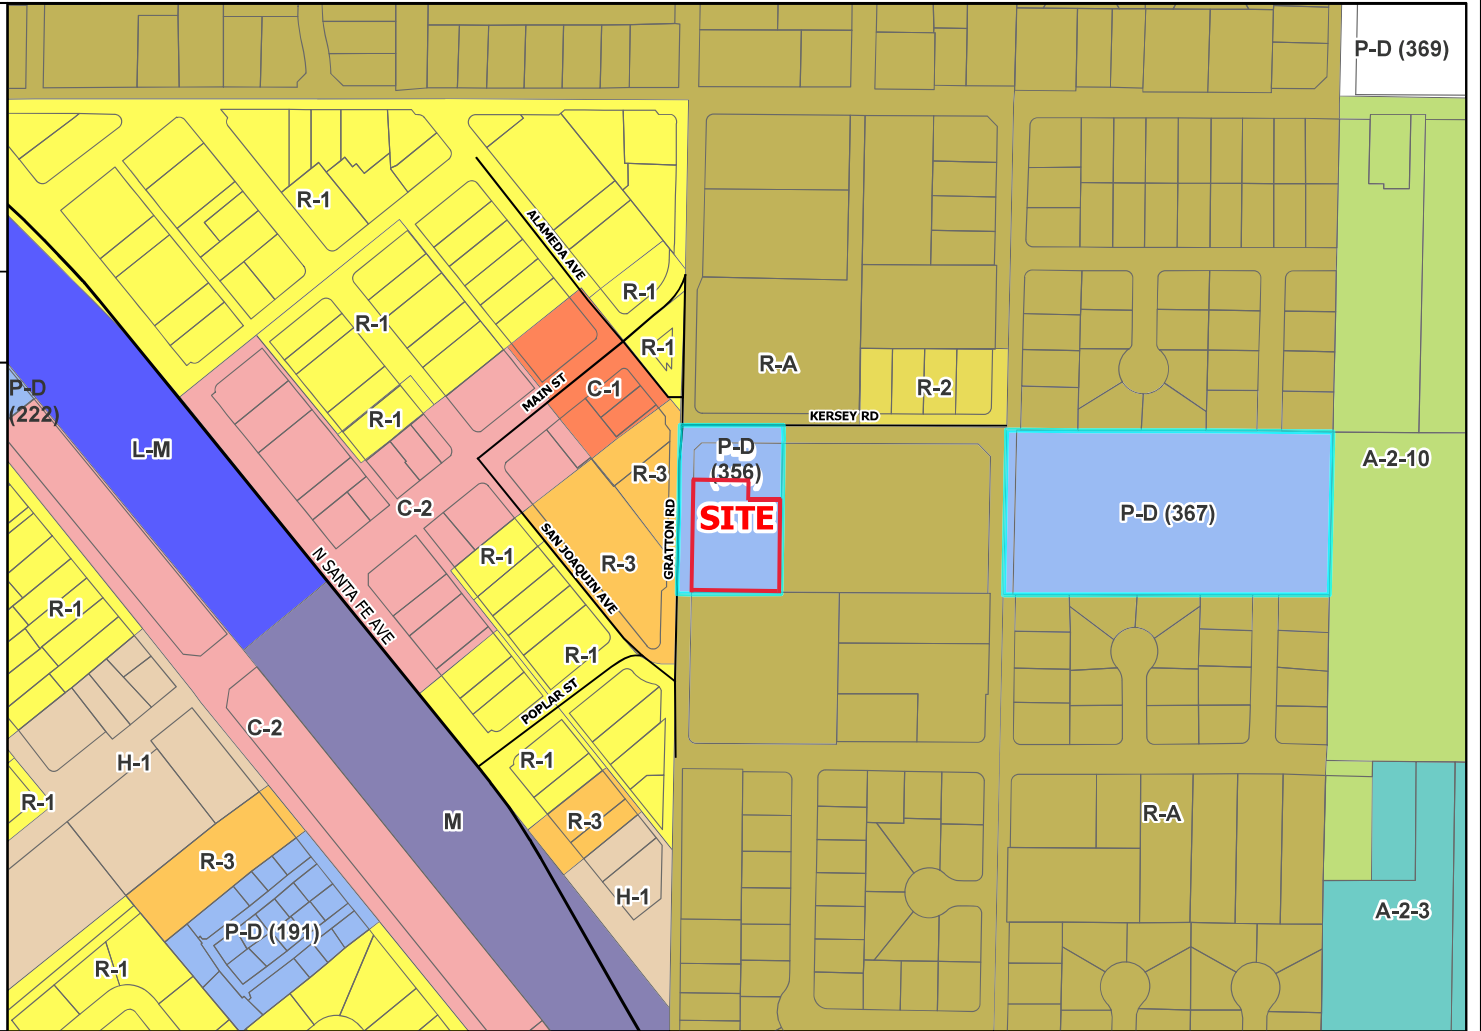 P-D (369)
R-1
ALAMEDA AVE
R-1
R-1
R-1
R-A
P-D
(222)
MAIN ST
C-1
R-2
R-1
KERSEY RD
L-M
P-D
(356)
A-2-10
R-3
C-2
SITE
P-D (367)
GRATTON RD
SAN JOAQUIN AVE
R-1
R-3
N SANTA FE AVE
R-1
R-1
POPLAR ST
C-2
H-1
R-1
R-1
M
R-3
R-A
R-3
H-1
A-2-3
P-D (191)
R-1